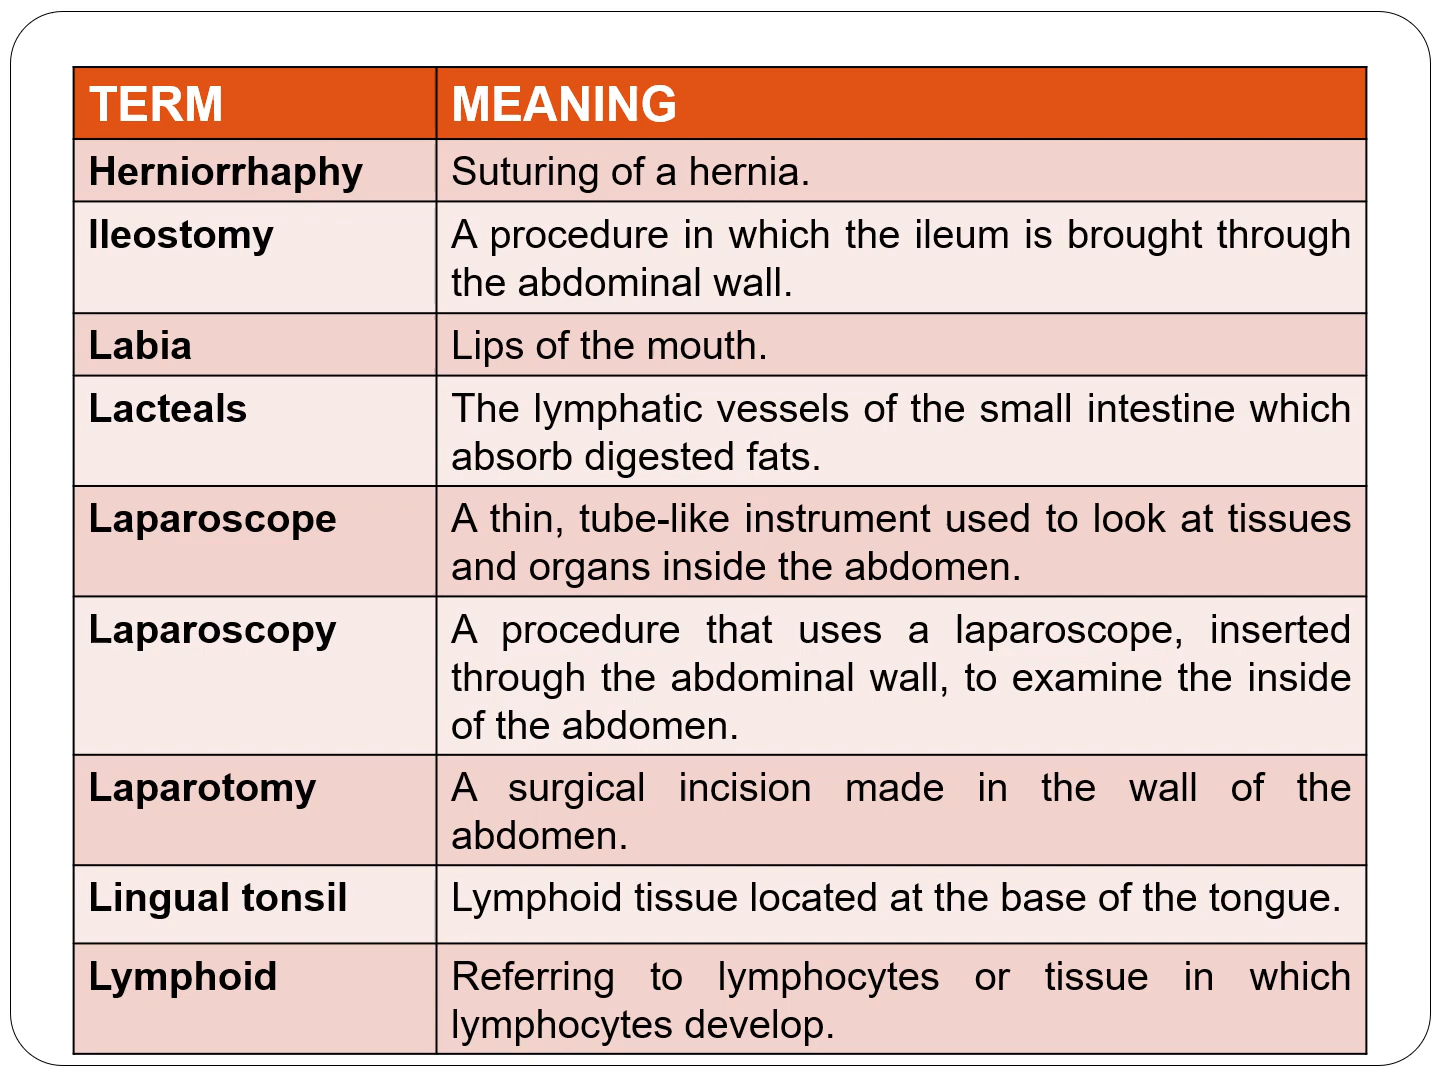 TERM MEANING
Herniorrhaphy Suturing of a hernia.
Ileostomy A procedure in which the ileum is brought through
the abdominal wall.
Labia Lips of the mouth.
Lacteals The lymphatic vessels of the small intestine which
absorb digested fats.
Laparoscope A thin, tube-like instrument used to look at tissues
and organs inside the abdomen.
Laparoscopy A procedure that uses a laparoscope, inserted
through the abdominal wall, to examine the inside
of the abdomen.
Laparotomy A surgical incision made in the wall of the
abdomen.
Lingual tonsil Lymphoid tissue located at the base of the tongue.
Lymphoid Referring to lymphocytes or tissue in which
lymphocytes develop.